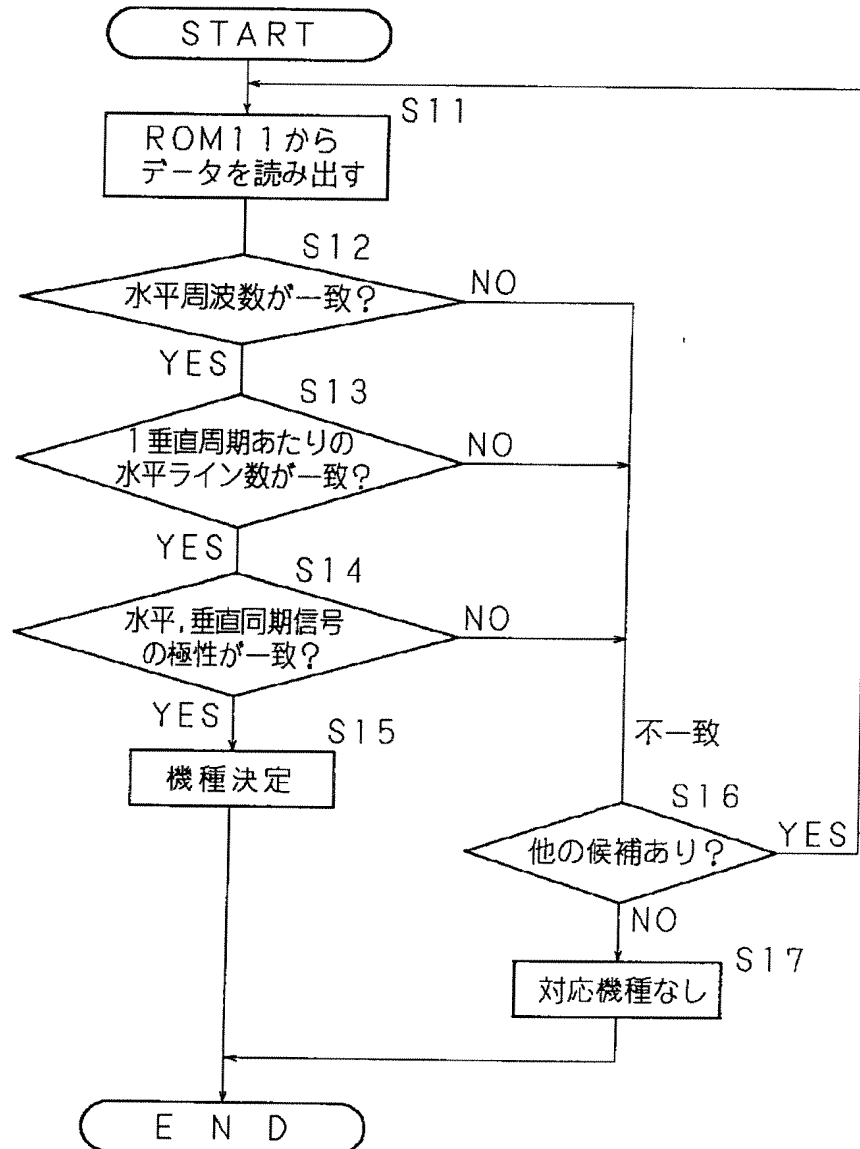 START
S11
ROM11から
データを読み出す
S12
水平周波数が一致?
NO
YES
S13
1垂直周期あたりの
水平ライン数が一致?
NO
YES
S14
水平,垂直同期信号
の極性が一致?
NO
YES
S15
機種決定
不一致
S16
他の候補あり?
YES
NO
S17
対応機種なし
END